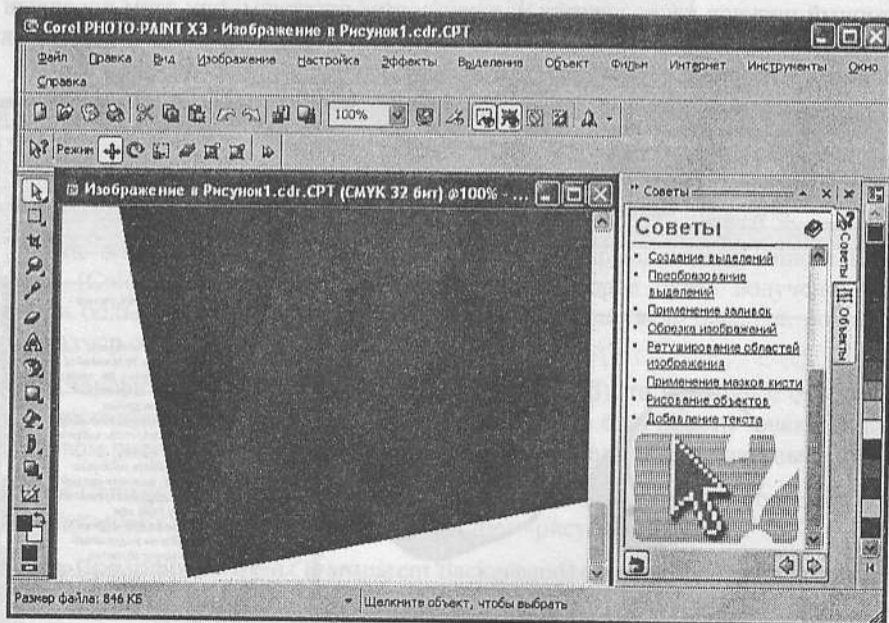 Corel PHOTO-PAINT X3 - Изображение в Рисунок1.cdr.CPT
Файл Правка Вид Изображение Настройка Эффекты Выделения Объект Фильм Интернет Инструменты Окно
Справка
100%
Режим
Изображение в Рисунок1.cdr.CPT (CMYK 32 бит) @100% - ...
Советы
Советы
Создание выделений
Преобразование
выделений
Применение заливок
Обрезка изображений
Ретуширование областей
изображения
Применение мазков кисти
Рисование объектов
Добавление текста
Советы
Объекты
Размер файла: 846 КБ
Щелкните объект, чтобы выбрать